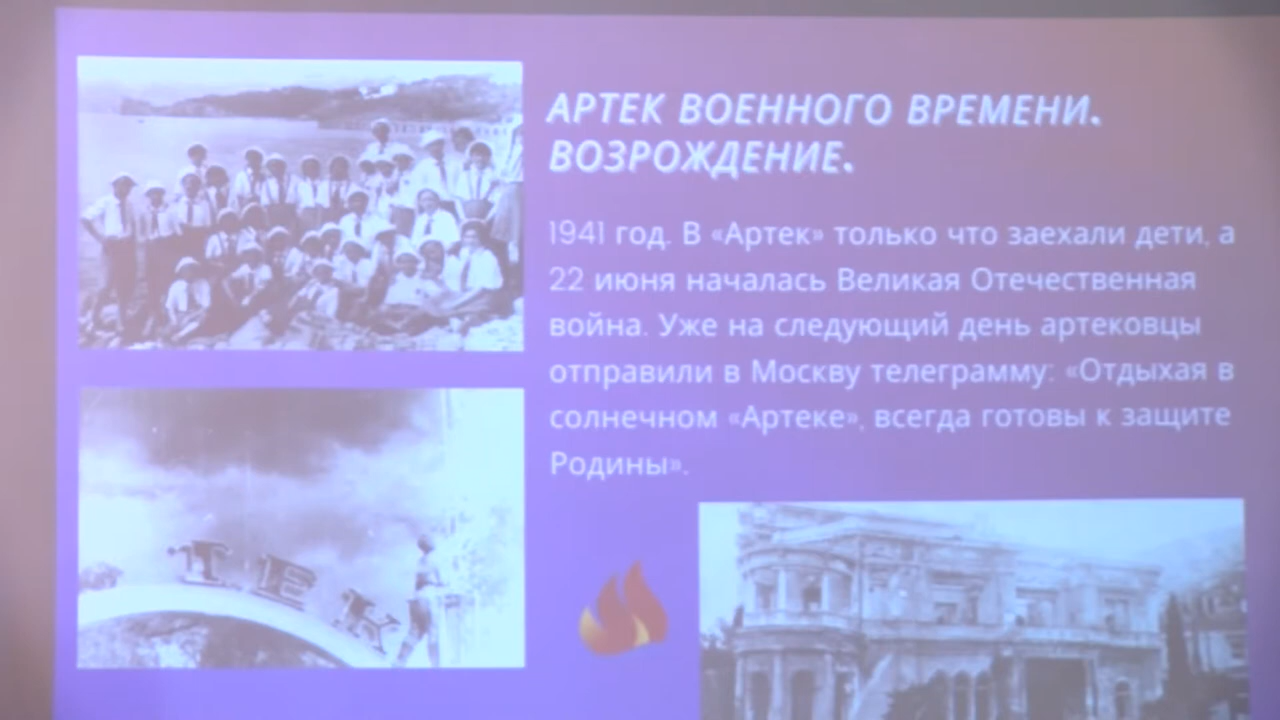 АРТЕК ВОЕННОГО ВРЕМЕНИ.
ВОЗРОЖДЕНИЕ.
1941 год. В «Артек» только что заехали дети, а
22 июня началась Великая Отечественная
война. Уже на следующий день артековцы
отправили в Москву телеграмму: «Отдыхая в
солнечном «Артеке», всегда готовы к защите
Родины».
ТЕК